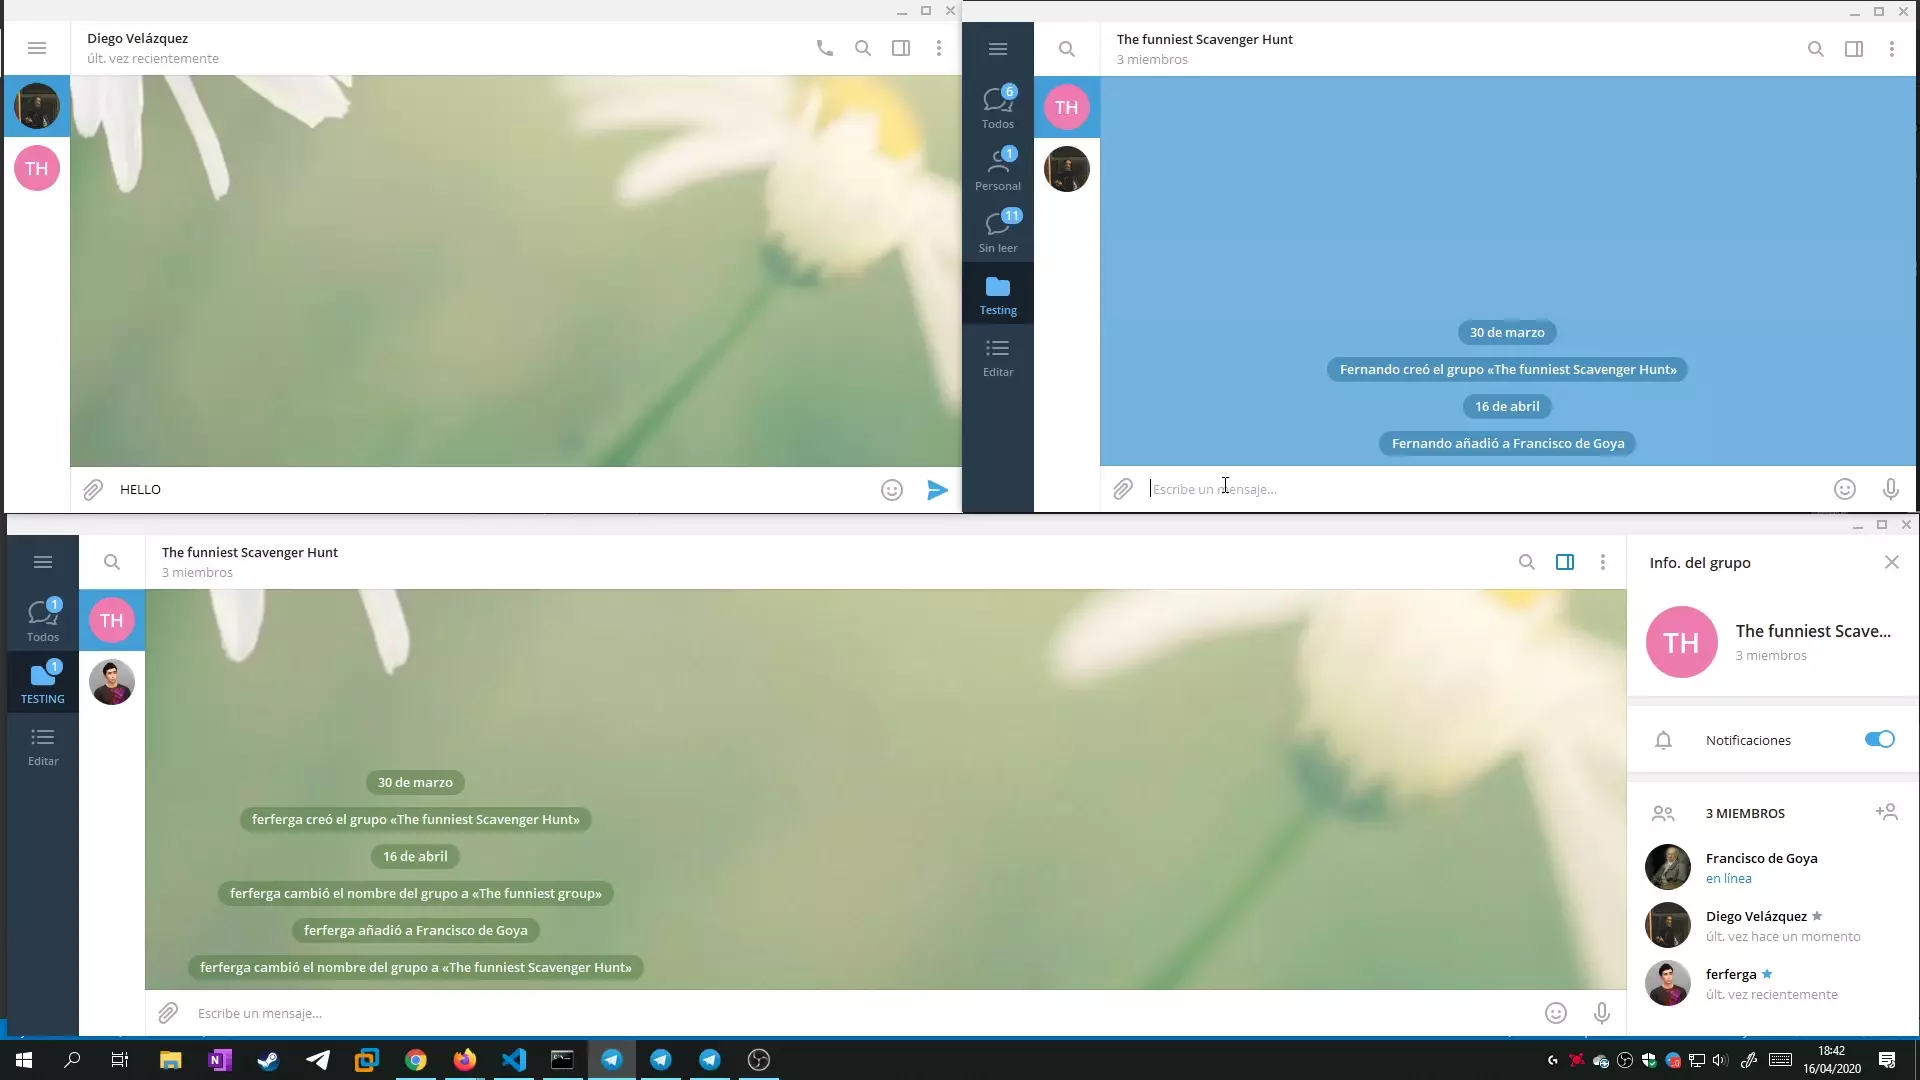 Diego Velázquez
últ. vez recientemente
TH
HELLO
The funniest Scavenger Hunt
3 miembros
6
Todos
1
Personal
11
Sin leer
Testing
Editar
TH
30 de marzo
Fernando creó el grupo «The funniest Scavenger Hunt»
16 de abril
Fernando añadió a Francisco de Goya
Escribe un mensaje...
The funniest Scavenger Hunt
3 miembros
1
Todos
1
TESTING
Editar
TH
30 de marzo
ferferga creó el grupo «The funniest Scavenger Hunt»
16 de abril
ferferga cambió el nombre del grupo a «The funniest group»
ferferga añadió a Francisco de Goya
ferferga cambió el nombre del grupo a «The funniest Scavenger Hunt»
Escribe un mensaje...
Info. del grupo
TH
The funniest Scave...
3 miembros
Notificaciones
3 MIEMBROS
Francisco de Goya
en línea
Diego Velázquez
últ. vez hace un momento
ferferga
últ. vez recientemente
18:42
16/04/2020